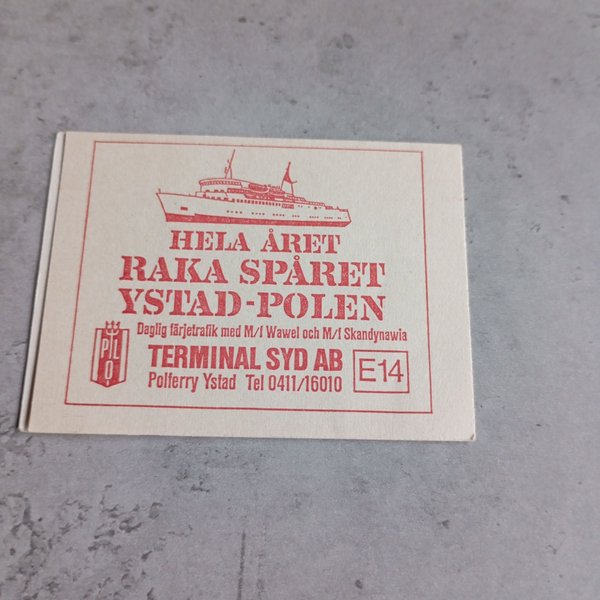 HELA ÅRET
RAKA SPÅRET
YSTAD-POLEN
Daglig färjetrafik med M/f Wawel och M/f Skandynawia
TERMINAL SYD AB
Polferry Ystad Tel 0411/16010
E14
PLO